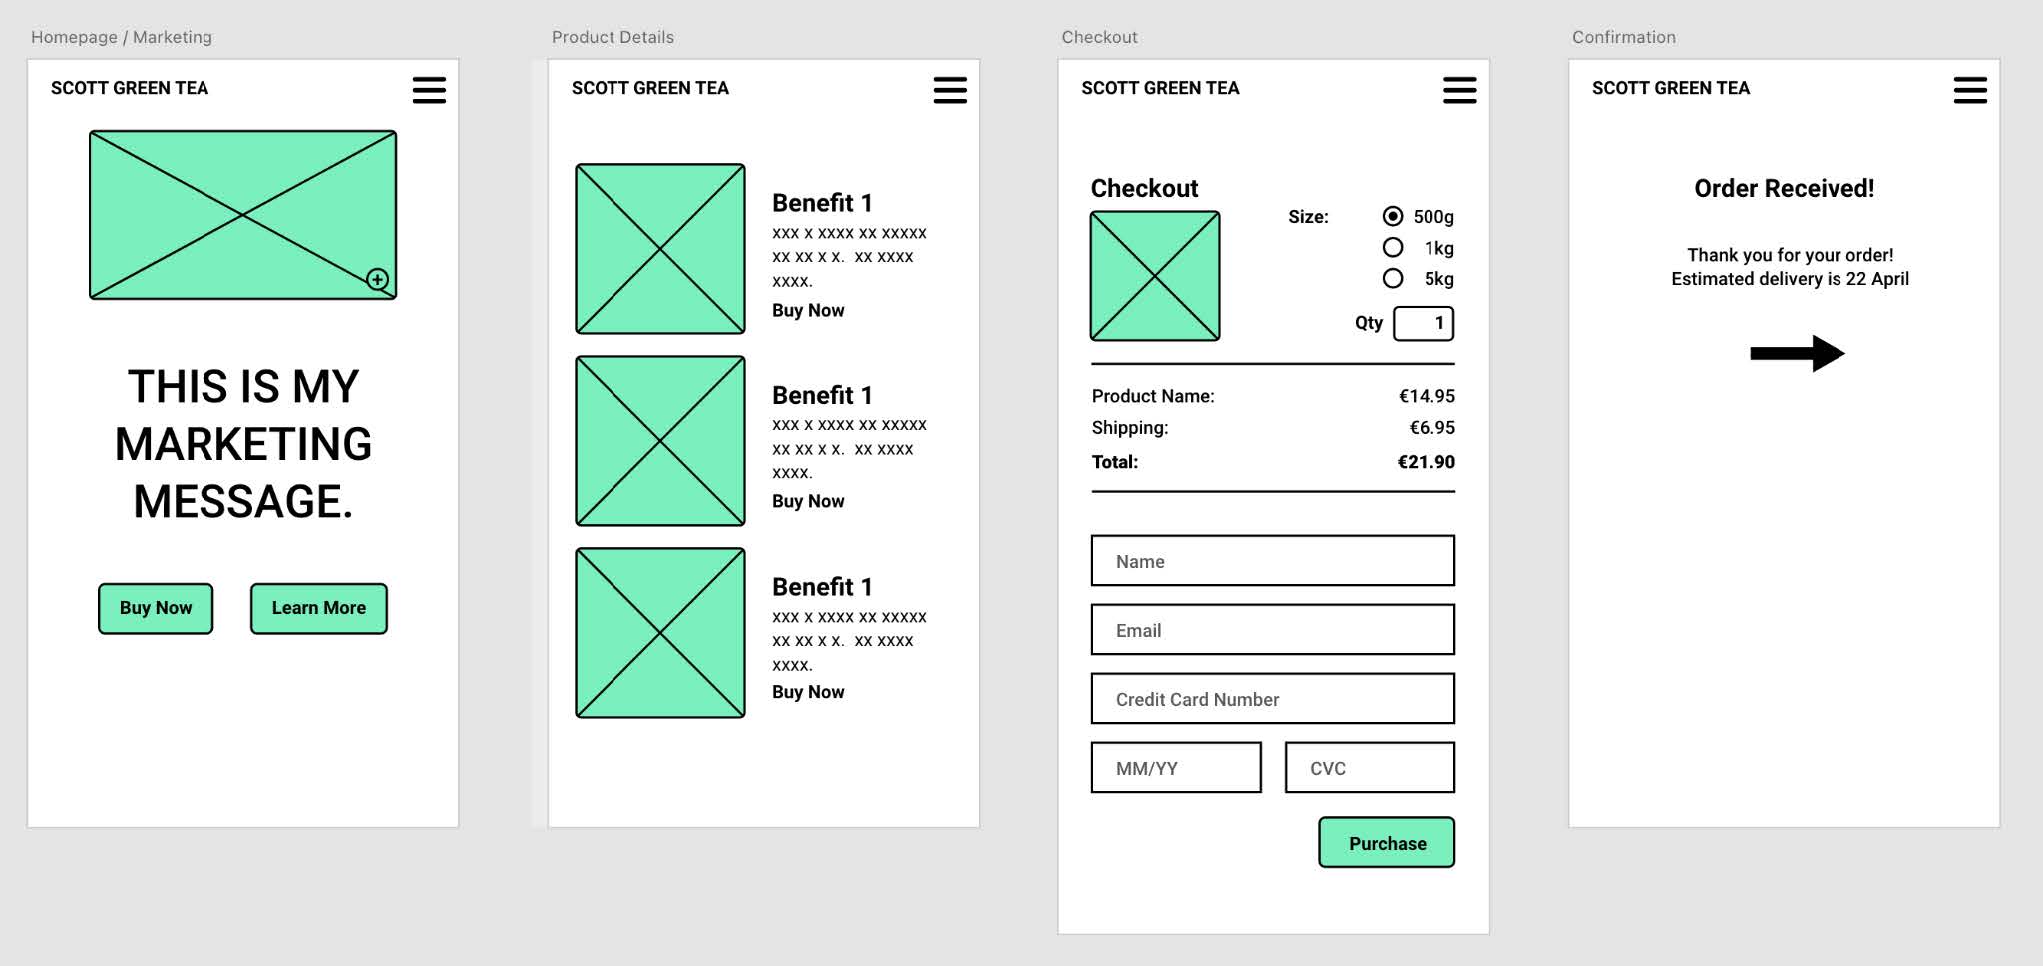 Homepage / Marketing
SCOTT GREEN TEA
THIS IS MY
MARKETING
MESSAGE.
Buy Now
Learn More
Product Details
SCOTT GREEN TEA
Benefit 1
xxx x xxxx xx xxxxx
xx xx x x. xx xxxx
xxxx.
Buy Now
Benefit 1
xxx x xxxx xx xxxxx
xx xx x x. xx xxxx
xxxx.
Buy Now
Benefit 1
xxx x xxxx xx xxxxx
xx xx x x. xx xxxx
xxxx.
Buy Now
Checkout
SCOTT GREEN TEA
Checkout
Size: 500g
1kg
5kg
Qty 1
Product Name: €14.95
Shipping: €6.95
Total: €21.90
Name
Email
Credit Card Number
MM/YY CVC
Purchase
Confirmation
SCOTT GREEN TEA
Order Received!
Thank you for your order!
Estimated delivery is 22 April